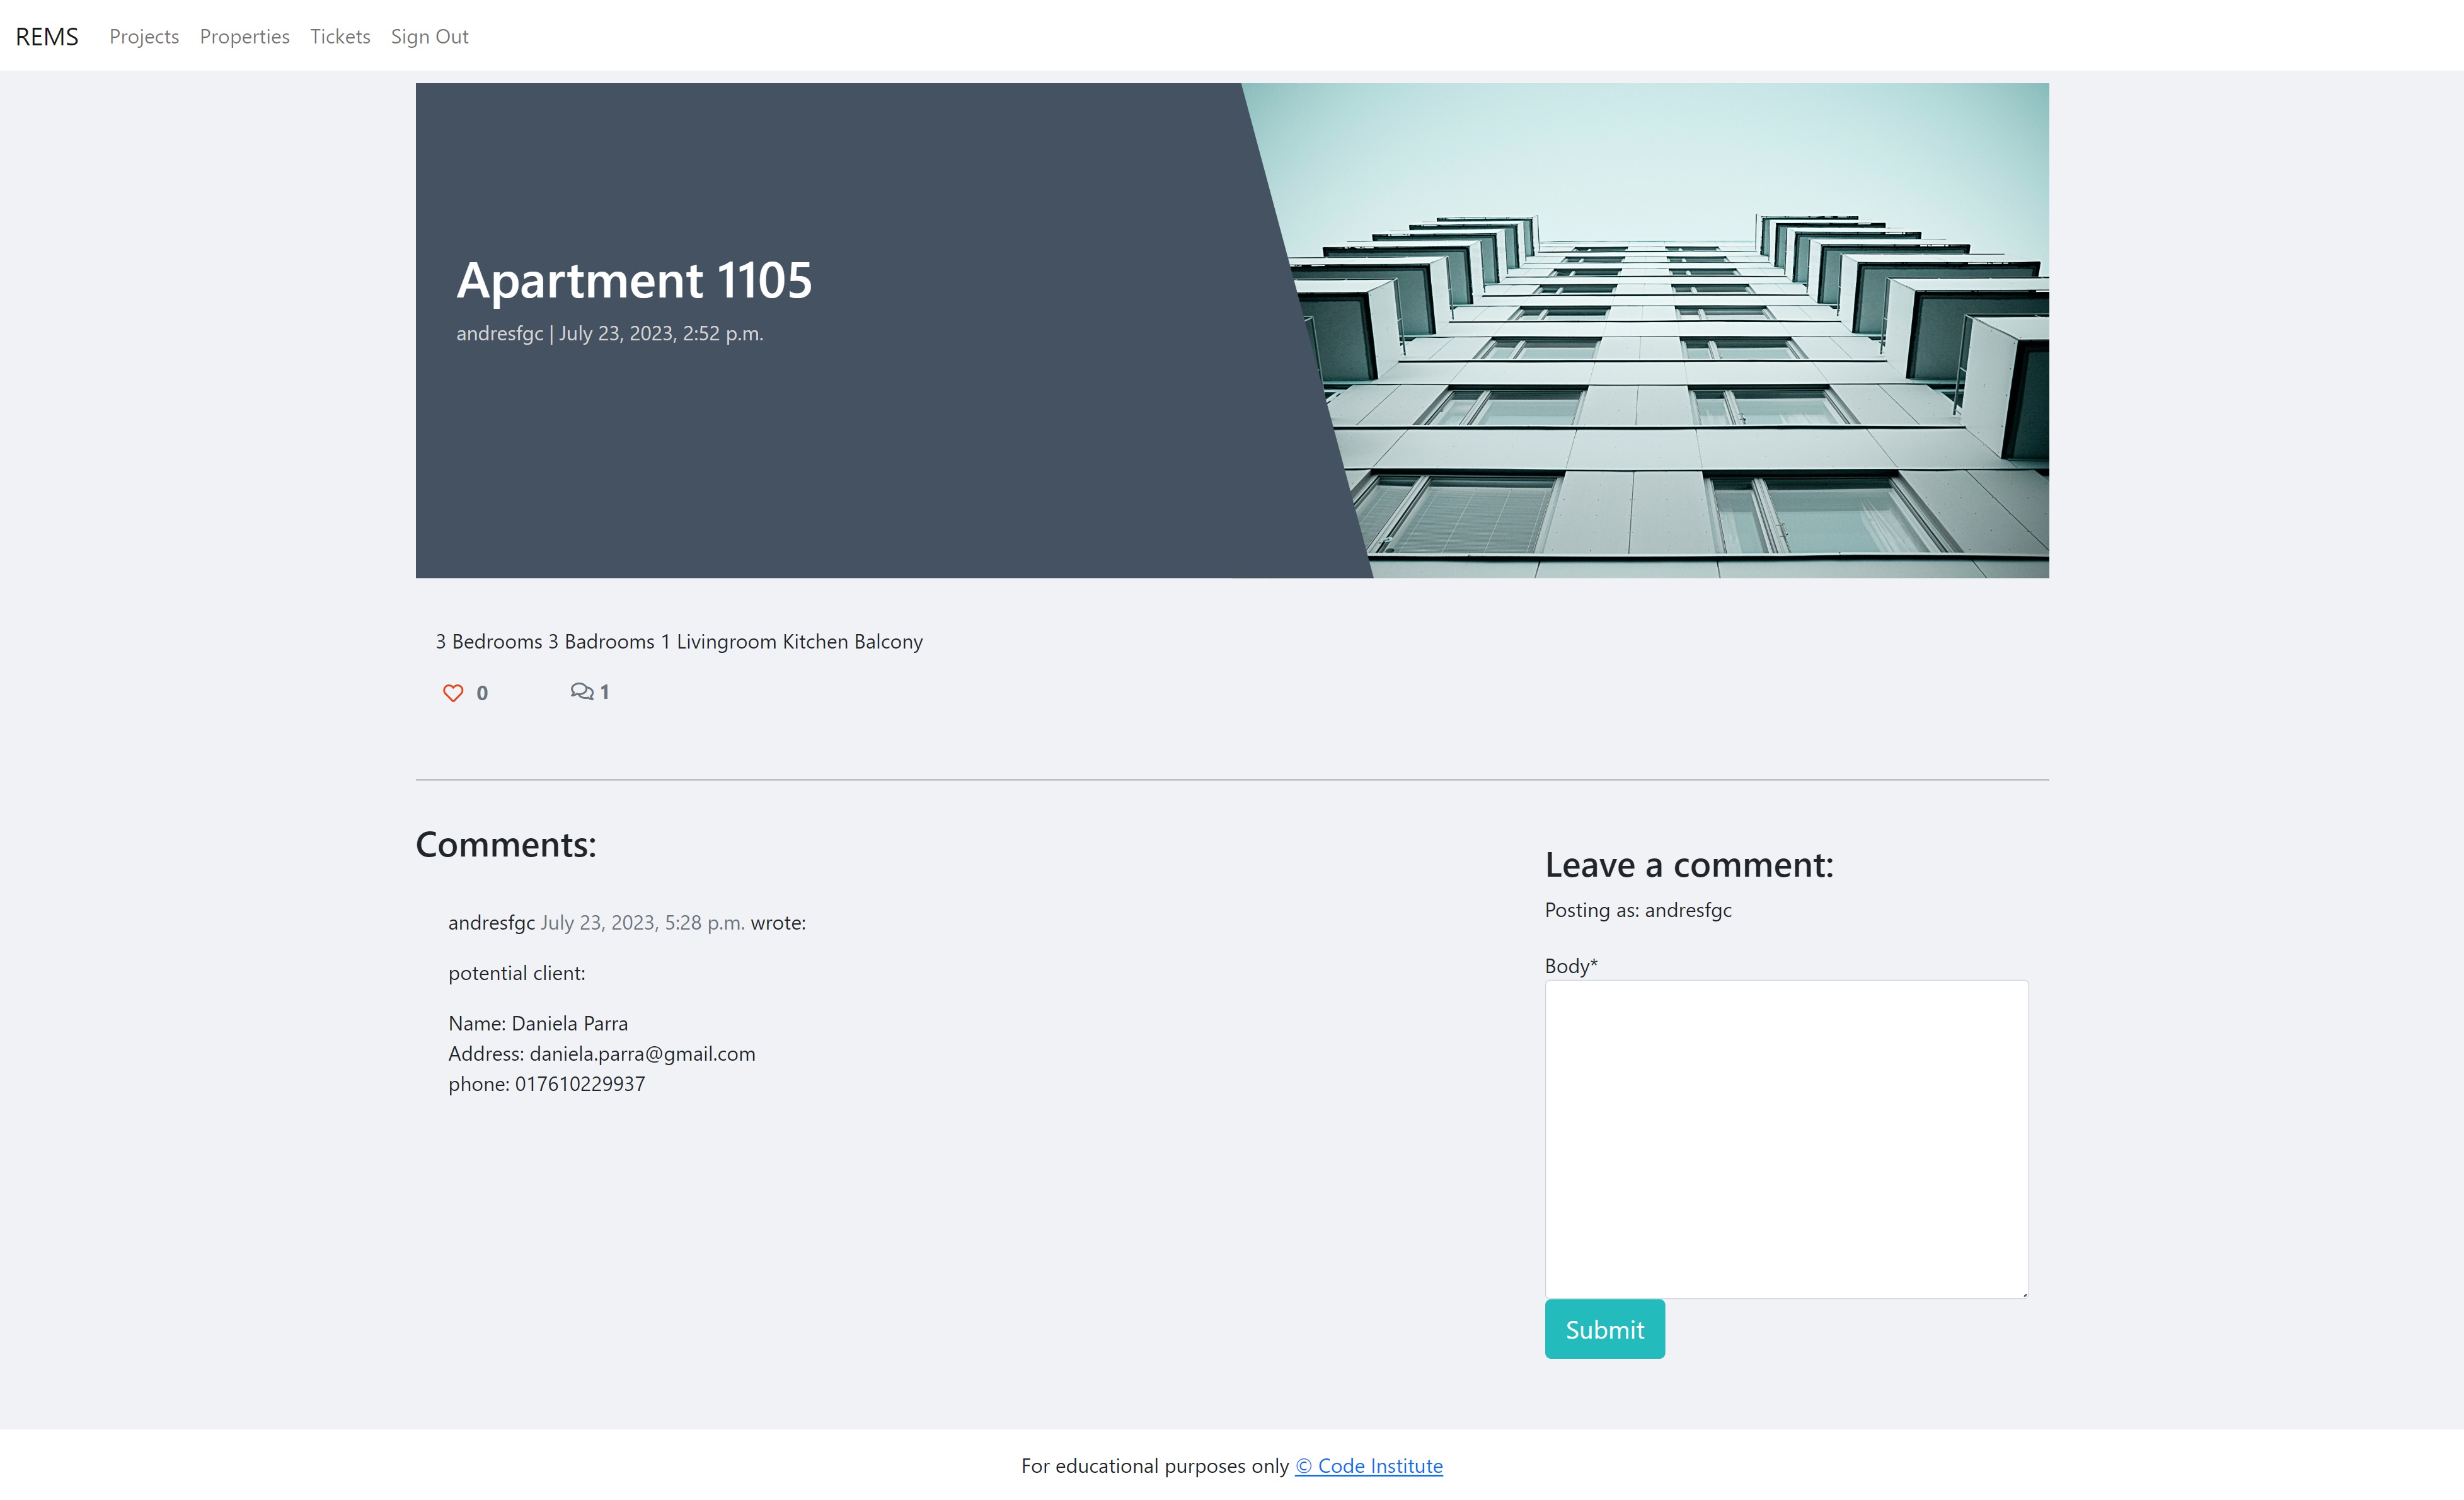 REMS Projects Properties Tickets Sign Out
Apartment 1105
andresfgc | July 23, 2023, 2:52 p.m.
3 Bedrooms 3 Badrooms 1 Livingroom Kitchen Balcony
0 1
Comments:
andresfgc July 23, 2023, 5:28 p.m. wrote:
potential client:
Name: Daniela Parra
Address: daniela.parra@gmail.com
phone: 017610229937
Leave a comment:
Posting as: andresfgc
Body*
Submit
For educational purposes only © Code Institute